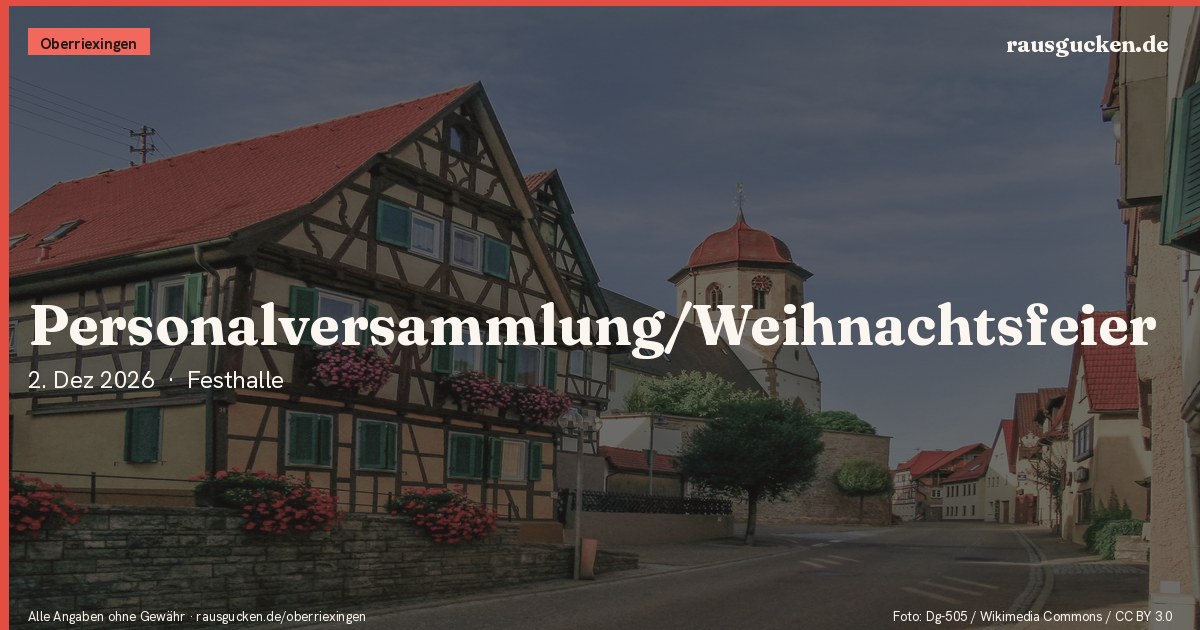 Oberriexingen
rausgucken.de
Personalversammlung/Weihnachtsfeier
2. Dez 2026 · Festhalle
Alle Angaben ohne Gewähr · rausgucken.de/oberriexingen
Foto: Dg-505 / Wikimedia Commons / CC BY 3.0